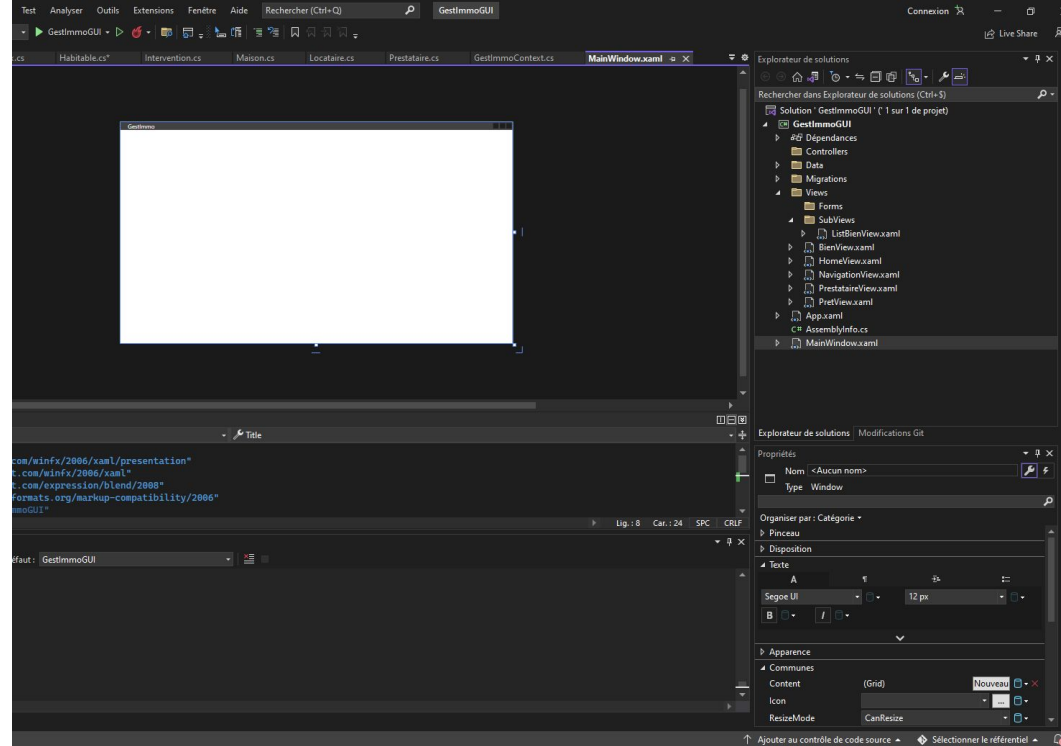 Test Analyser Outils Extensions Fenêtre Aide Rechercher (Ctrl+Q) GestImmoGUI Connexion
GestImmoGUI Live Share
.cs Habitable.cs* Intervention.cs Maison.cs Locataire.cs Prestataire.cs GestImmoContext.cs MainWindow.xaml
GestImmo
Explorateur de solutions
Rechercher dans Explorateur de solutions (Ctrl+$)
Solution ' GestImmoGUI ' (' 1 sur 1 de projet)
GestImmoGUI
Dépendances
Controllers
Data
Migrations
Views
Forms
SubViews
ListBienView.xaml
BienView.xaml
HomeView.xaml
NavigationView.xaml
PrestataireView.xaml
PretView.xaml
App.xaml
C# AssemblyInfo.cs
MainWindow.xaml
Explorateur de solutions Modifications Git
Title
com/winfx/2006/xaml/presentation"
t.com/winfx/2006/xaml"
t.com/expression/blend/2008"
formats.org/markup-compatibility/2006"
mmoGUI"
Lig. : 8 Car. : 24 SPC CRLF
éfaut : GestImmoGUI
Propriétés
Nom <Aucun nom>
Type Window
Organiser par : Catégorie
Pinceau
Disposition
Texte
A
Segoe UI 12 px
B I
Apparence
Communes
Content (Grid) Nouveau
Icon ...
ResizeMode CanResize
Ajouter au contrôle de code source Sélectionner le référentiel